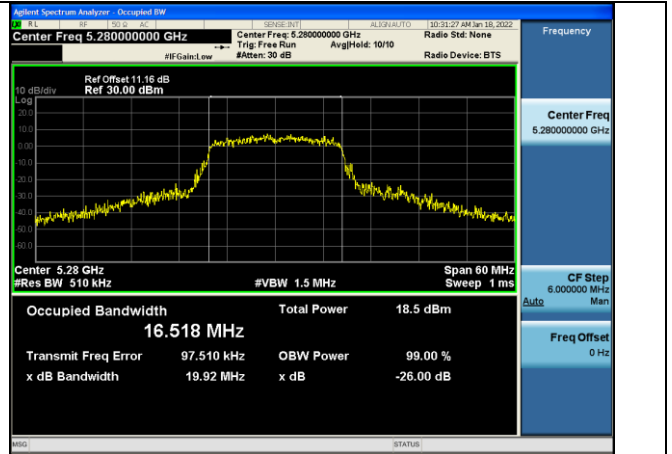 Agilent Spectrum Analyzer - Occupied BW
LXI RL RF 50 Ω AC SENSE:INT ALIGNAUTO 10:31:27 AM Jan 18, 2022
Center Freq 5.280000000 GHz
Center Freq: 5.280000000 GHz
Radio Std: None
Trig: Free Run Avg|Hold: 10/10
#IFGain:Low #Atten: 30 dB Radio Device: BTS
Frequency
Ref Offset 11.16 dB
10 dB/div Ref 30.00 dBm
Log
20.0
10.0
0.00
-10.0
-20.0
-30.0
-40.0
-50.0
-60.0
Center 5.28 GHz Span 60 MHz
#Res BW 510 kHz #VBW 1.5 MHz Sweep 1 ms
Occupied Bandwidth Total Power 18.5 dBm
16.518 MHz
Transmit Freq Error 97.510 kHz OBW Power 99.00 %
x dB Bandwidth 19.92 MHz x dB -26.00 dB
Center Freq
5.280000000 GHz
CF Step
6.000000 MHz
Auto Man
Freq Offset
0 Hz
MSG STATUS